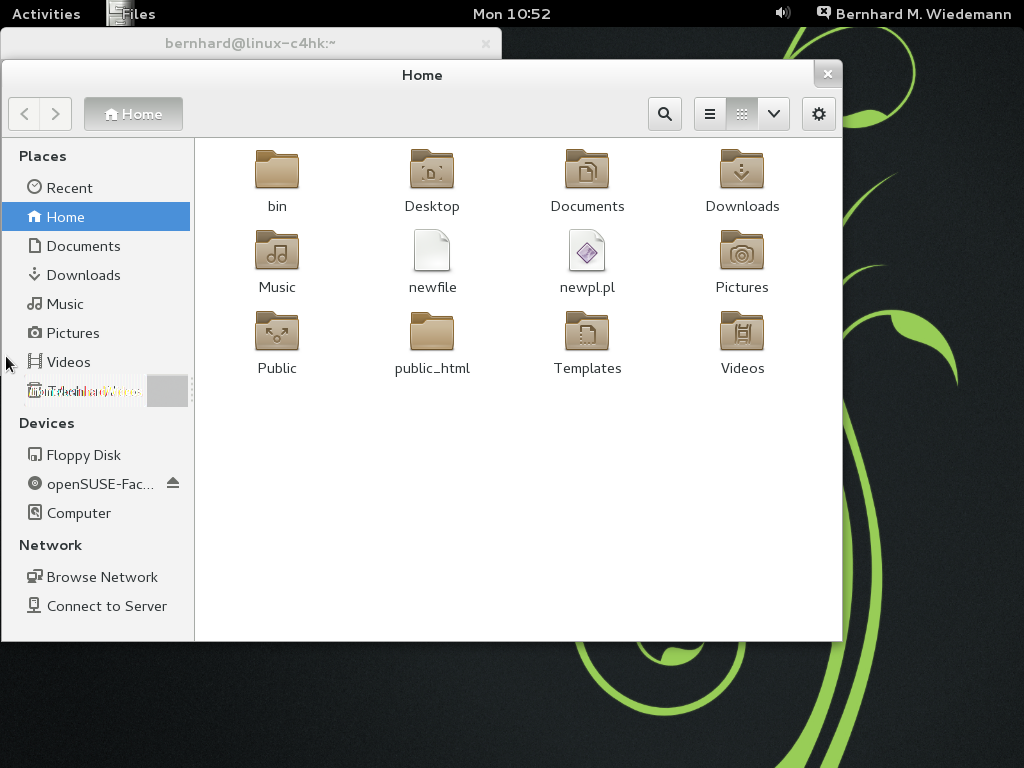 Activities Files Mon 10:52 Bernhard M. Wiedemann
bernhard@linux-c4hk:~
Home
Home
Places
Recent
Home
Documents
Downloads
Music
Pictures
Videos
Devices
Floppy Disk
openSUSE-Fac...
Computer
Network
Browse Network
Connect to Server
bin Desktop Documents Downloads
Music newfile newpl.pl Pictures
Public public_html Templates Videos